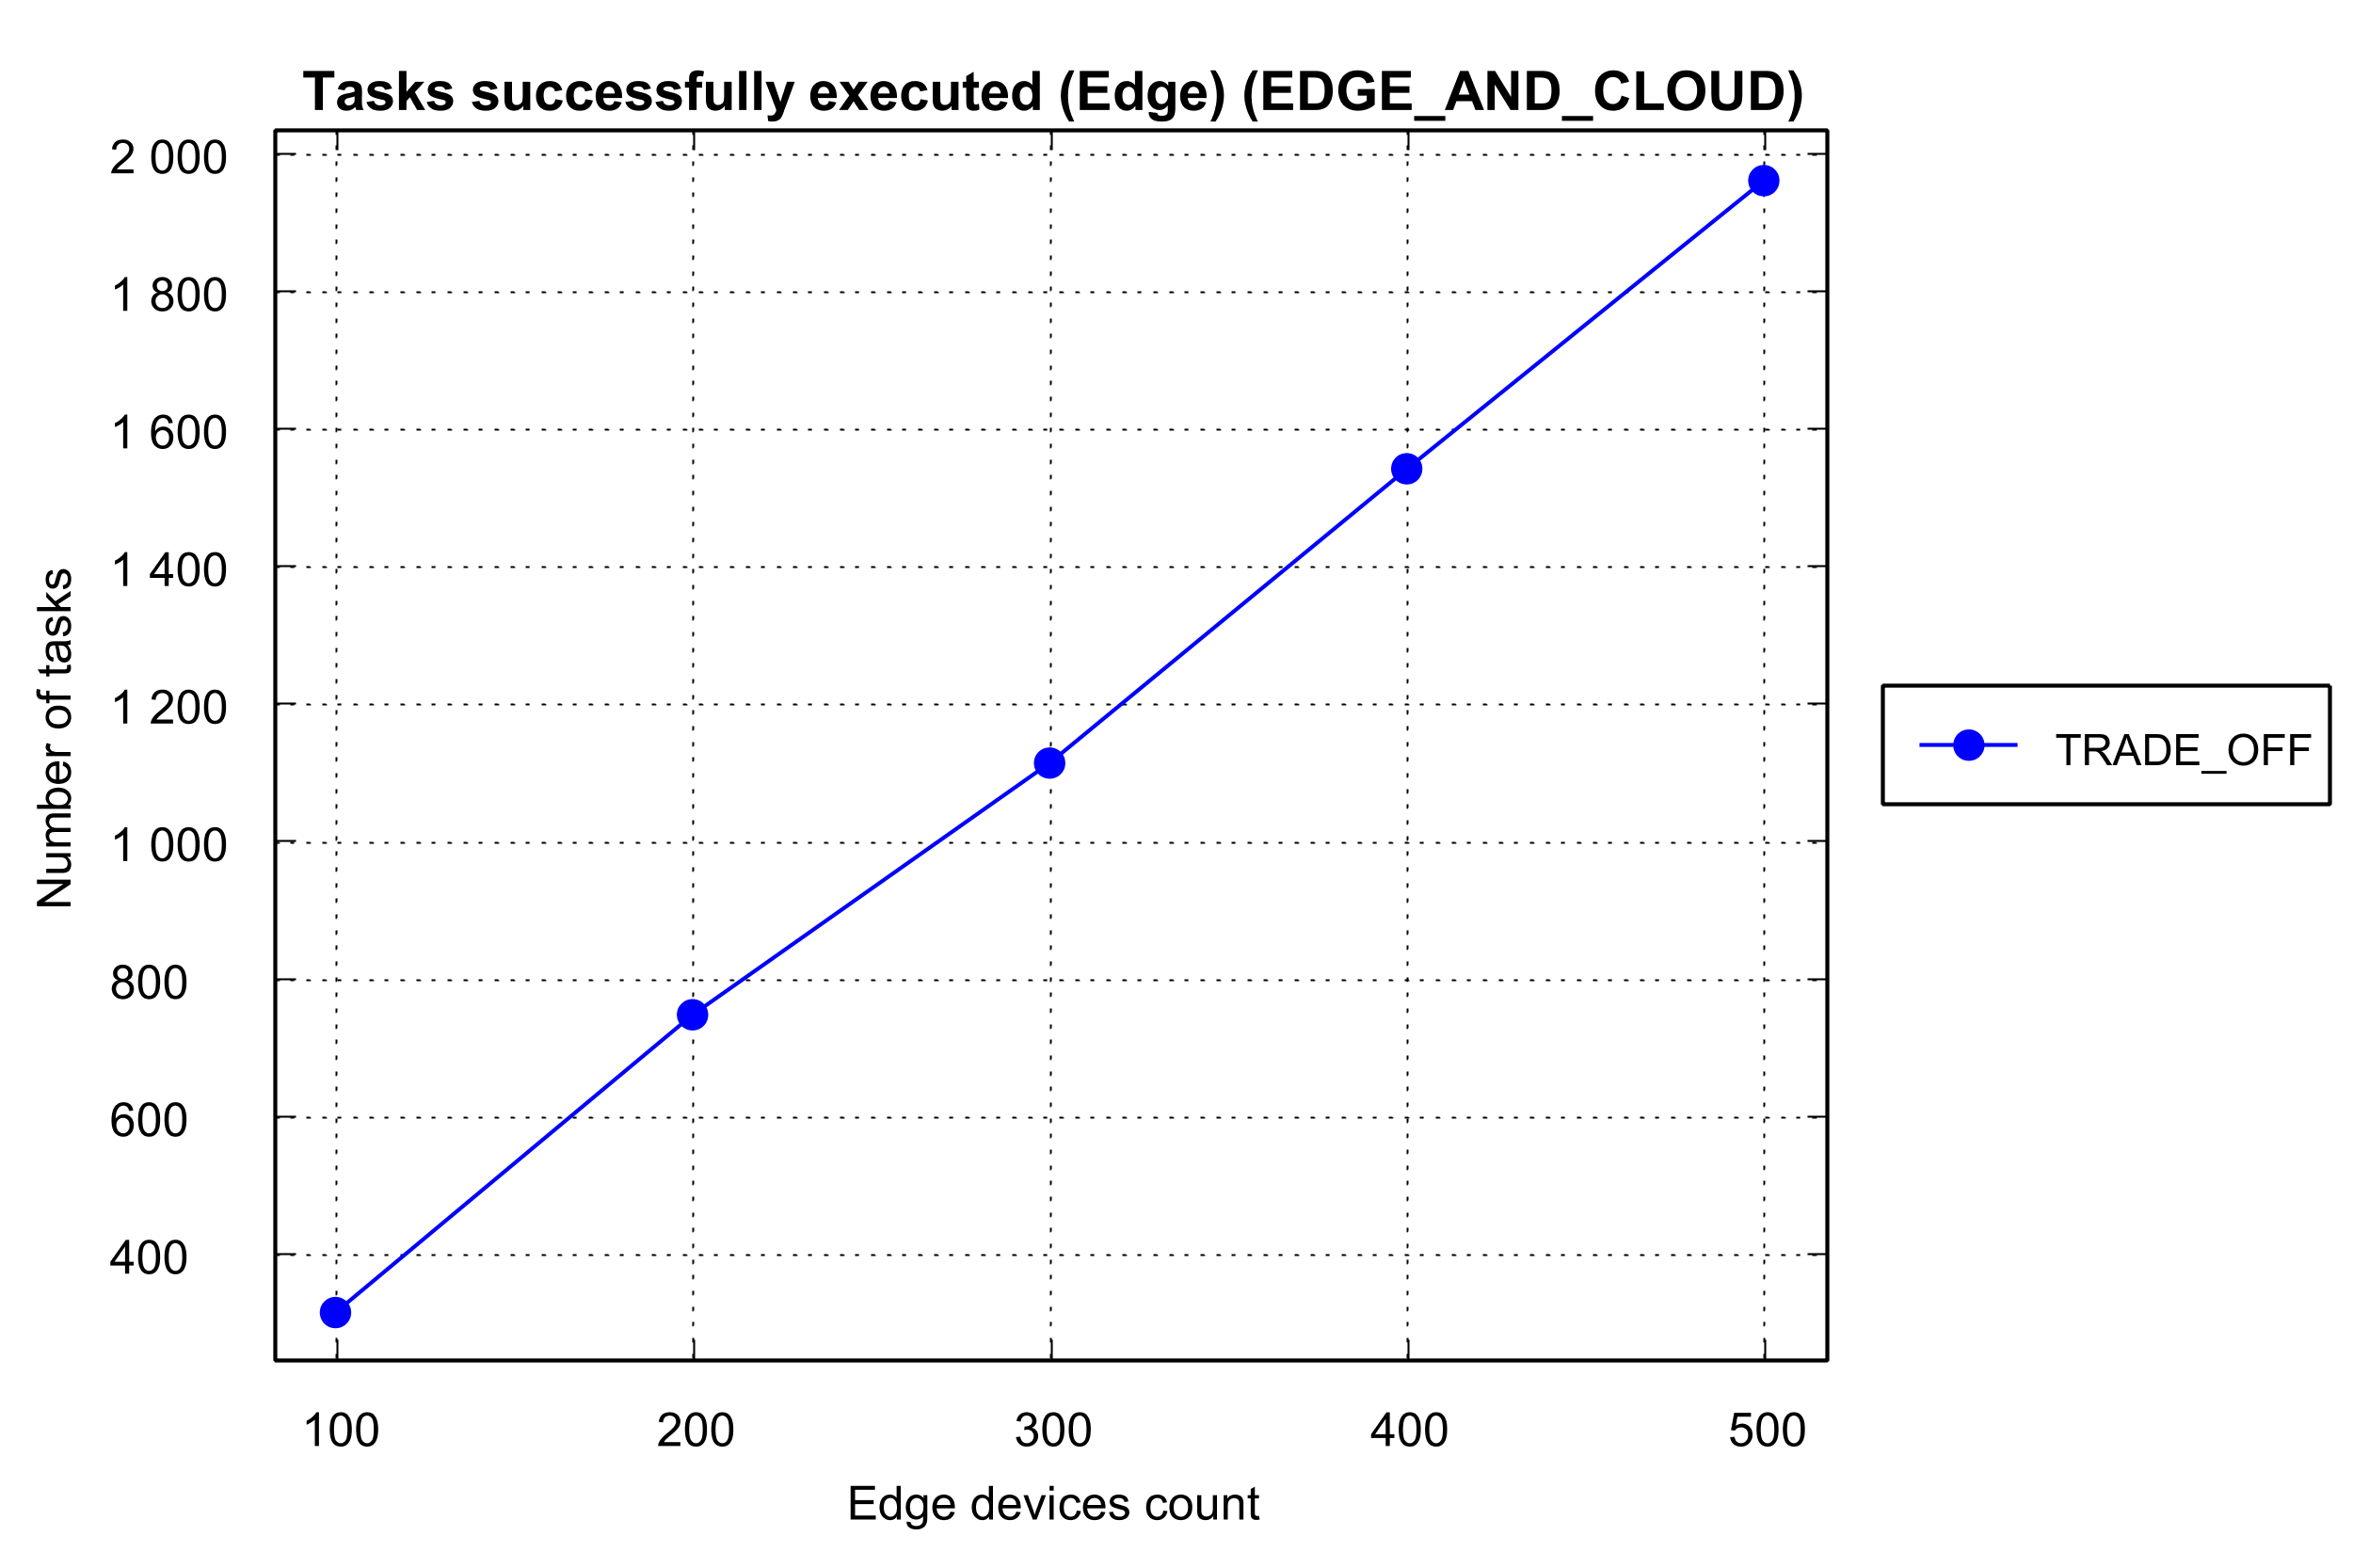 Tasks successfully executed (Edge) (EDGE_AND_CLOUD)
2 000
1 800
1 600
1 400
1 200
1 000
800
600
400
Number of tasks
100 200 300 400 500
Edge devices count
TRADE_OFF